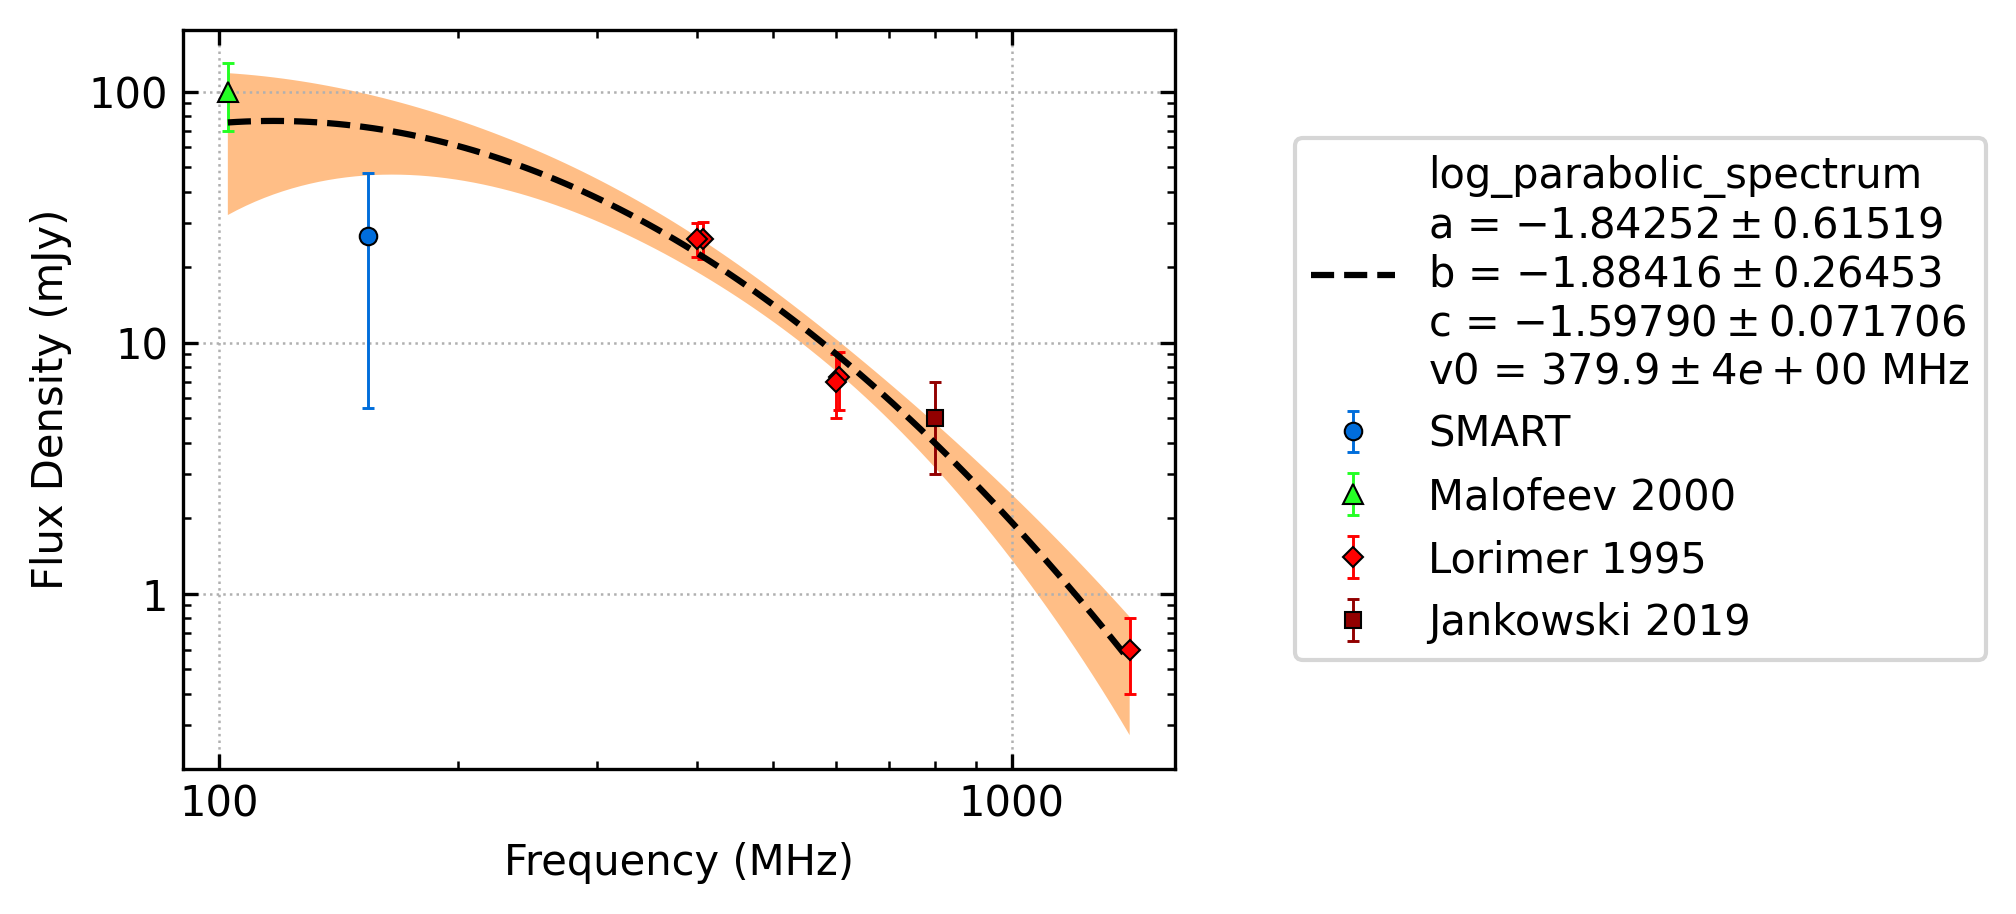 100
10
1
Flux Density (mJy)
100
1000
Frequency (MHz)
log_parabolic_spectrum
a = −1.84252 ± 0.61519
b = −1.88416 ± 0.26453
c = −1.59790 ± 0.071706
v0 = 379.9 ± 4e + 00 MHz
SMART
Malofeev 2000
Lorimer 1995
Jankowski 2019